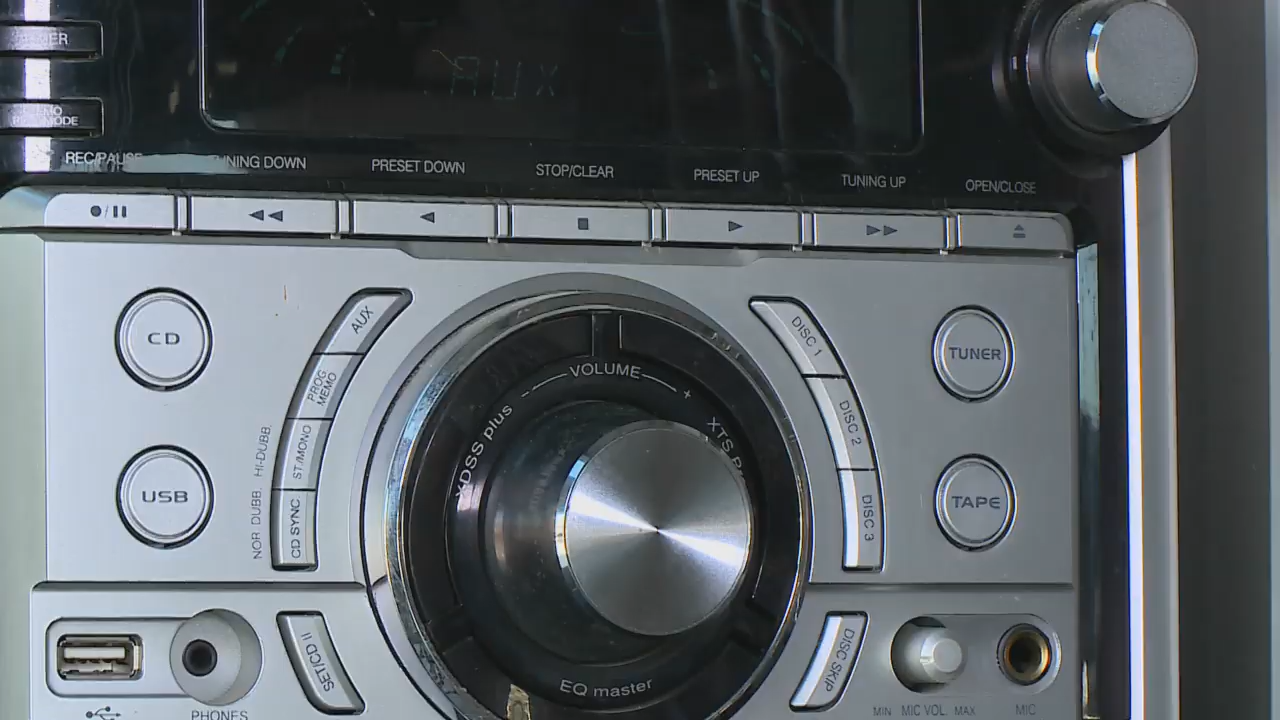 AUX
REC/PAUSE
TUNING DOWN
PRESET DOWN
STOP/CLEAR
PRESET UP
TUNING UP
OPEN/CLOSE
CD
USB
AUX
PROG
MEMO
ST/MONO
CD SYNC
HI-DUBB.
NOR DUBB.
VOLUME
- +
XDSS plus
XTS
EQ master
DISC 1
DISC 2
DISC 3
TUNER
TAPE
SET/CD II
DISC SKIP
PHONES
MIN MIC VOL. MAX
MIC